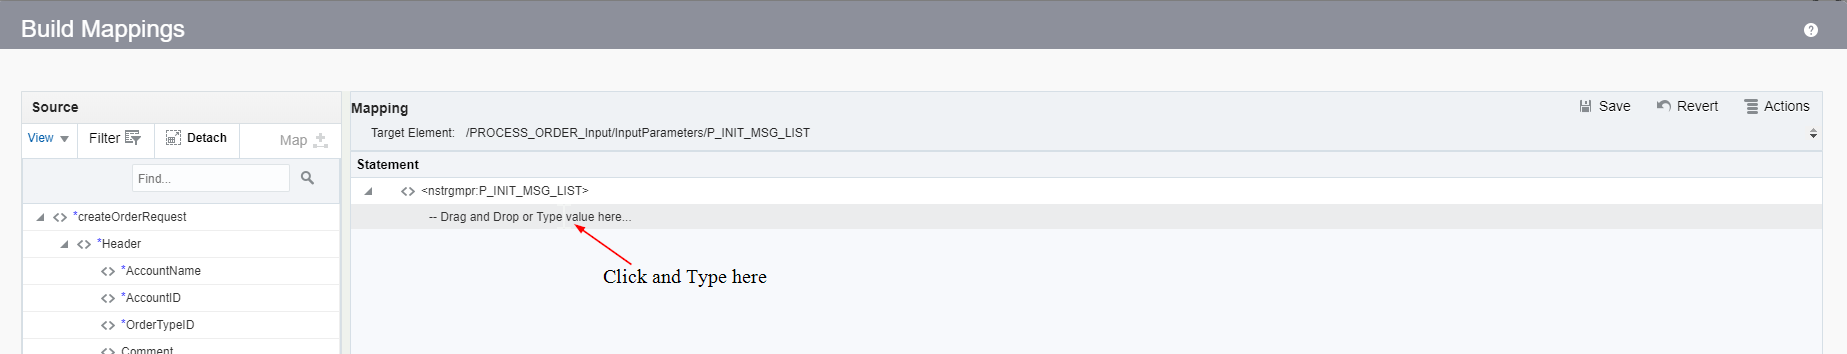 Build Mappings
?
Source
View Filter Detach Map
Find...
*createOrderRequest
*Header
*AccountName
*AccountID
*OrderTypeID
Comment
Mapping
Save Revert Actions
Target Element: /PROCESS_ORDER_Input/InputParameters/P_INIT_MSG_LIST
Statement
<nstrgmpr:P_INIT_MSG_LIST>
-- Drag and Drop or Type value here...
Click and Type here